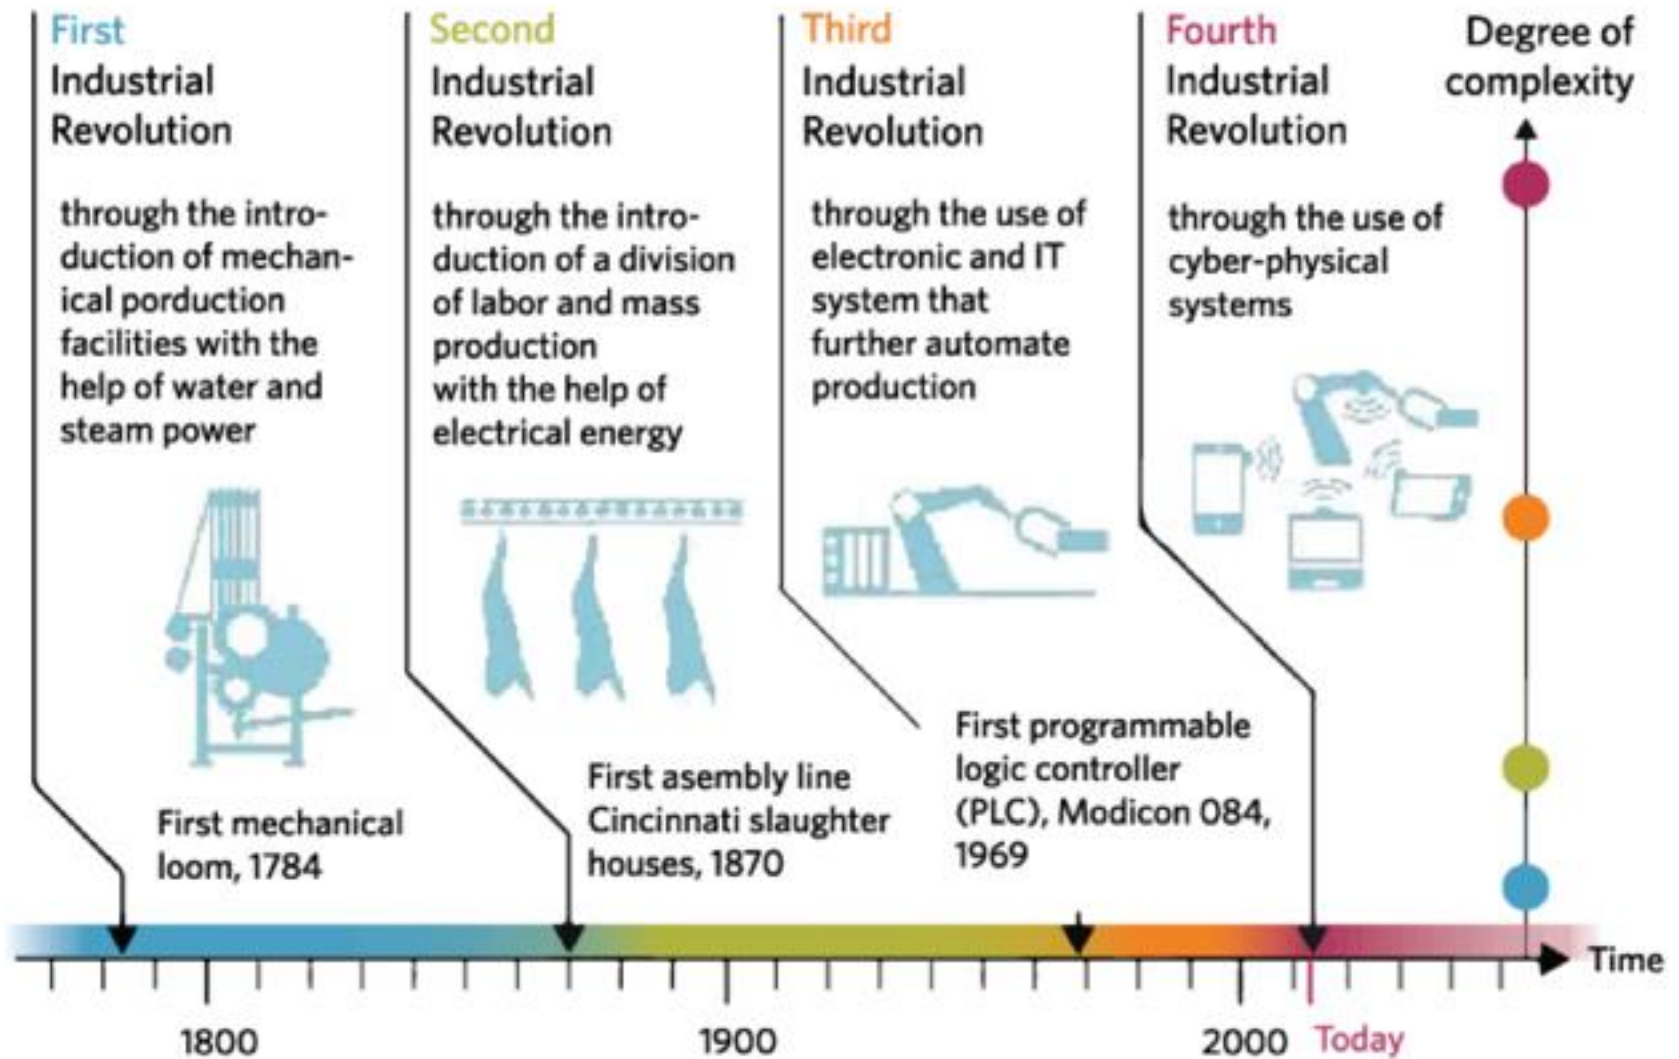 First
Industrial
Revolution
through the intro-
duction of mechan-
ical porduction
facilities with the
help of water and
steam power
First mechanical
loom, 1784
Second
Industrial
Revolution
through the intro-
duction of a division
of labor and mass
production
with the help of
electrical energy
First asembly line
Cincinnati slaughter
houses, 1870
Third
Industrial
Revolution
through the use of
electronic and IT
system that
further automate
production
First programmable
logic controller
(PLC), Modicon 084,
1969
Fourth
Industrial
Revolution
through the use of
cyber-physical
systems
Degree of
complexity
Time
1800
1900
2000
Today